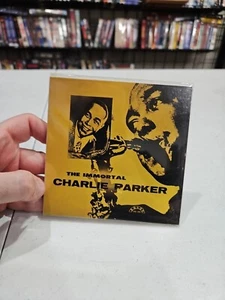 THE IMMORTAL
CHARLIE PARKER